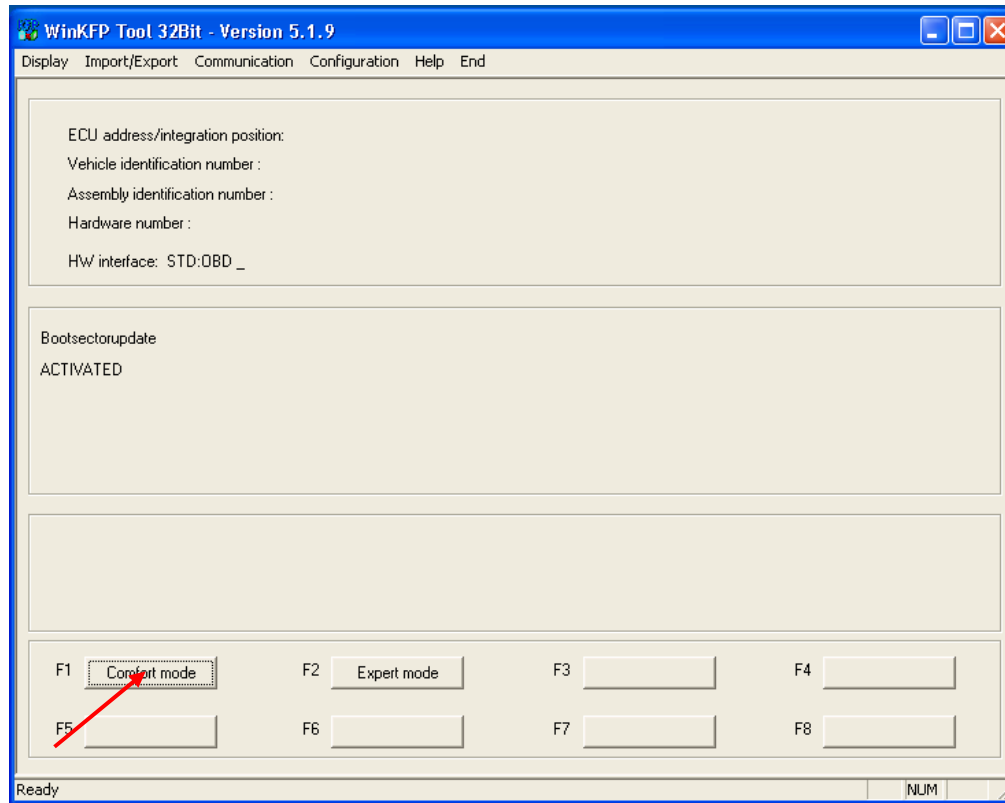 WinKFP Tool 32Bit - Version 5.1.9
Display Import/Export Communication Configuration Help End
ECU address/integration position:
Vehicle identification number :
Assembly identification number :
Hardware number :
HW interface: STD:OBD _
Bootsectorupdate
ACTIVATED
F1 Comfort mode F2 Expert mode F3 F4
F5 F6 F7 F8
Ready NUM